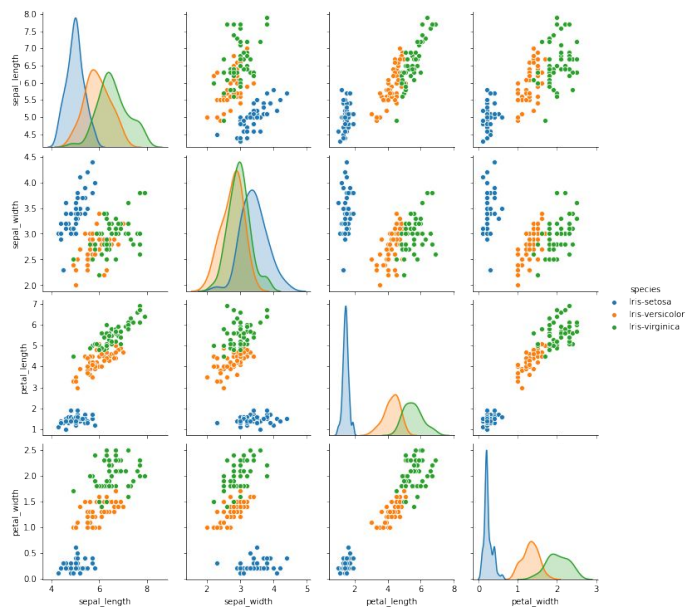 8.0
7.5
7.0
6.5
6.0
5.5
5.0
4.5
sepal_length
4.5
4.0
3.5
3.0
2.5
2.0
sepal_width
species
Iris-setosa
Iris-versicolor
Iris-virginica
7
6
5
4
3
2
1
petal_length
2.5
2.0
1.5
1.0
0.5
0.0
petal_width
4 6 8
2 3 4 5
2 4 6 8
0 1 2 3
sepal_length sepal_width petal_length petal_width